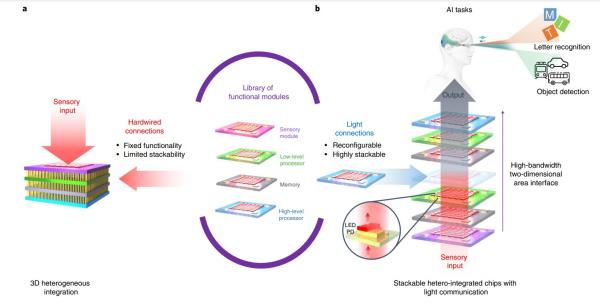 a
Sensory
input
Hardwired
connections
• Fixed functionality
• Limited stackability
3D heterogeneous
integration
Library of
functional modules
Sensory
module
Low-level
processor
Memory
High-level
processor
b
AI tasks
M
I
T
Letter recognition
Object detection
Output
Light
connections
• Reconfigurable
• Highly stackable
High-bandwidth
two-dimensional
area interface
LED
PD
Sensory
input
Stackable hetero-integrated chips with
light communication